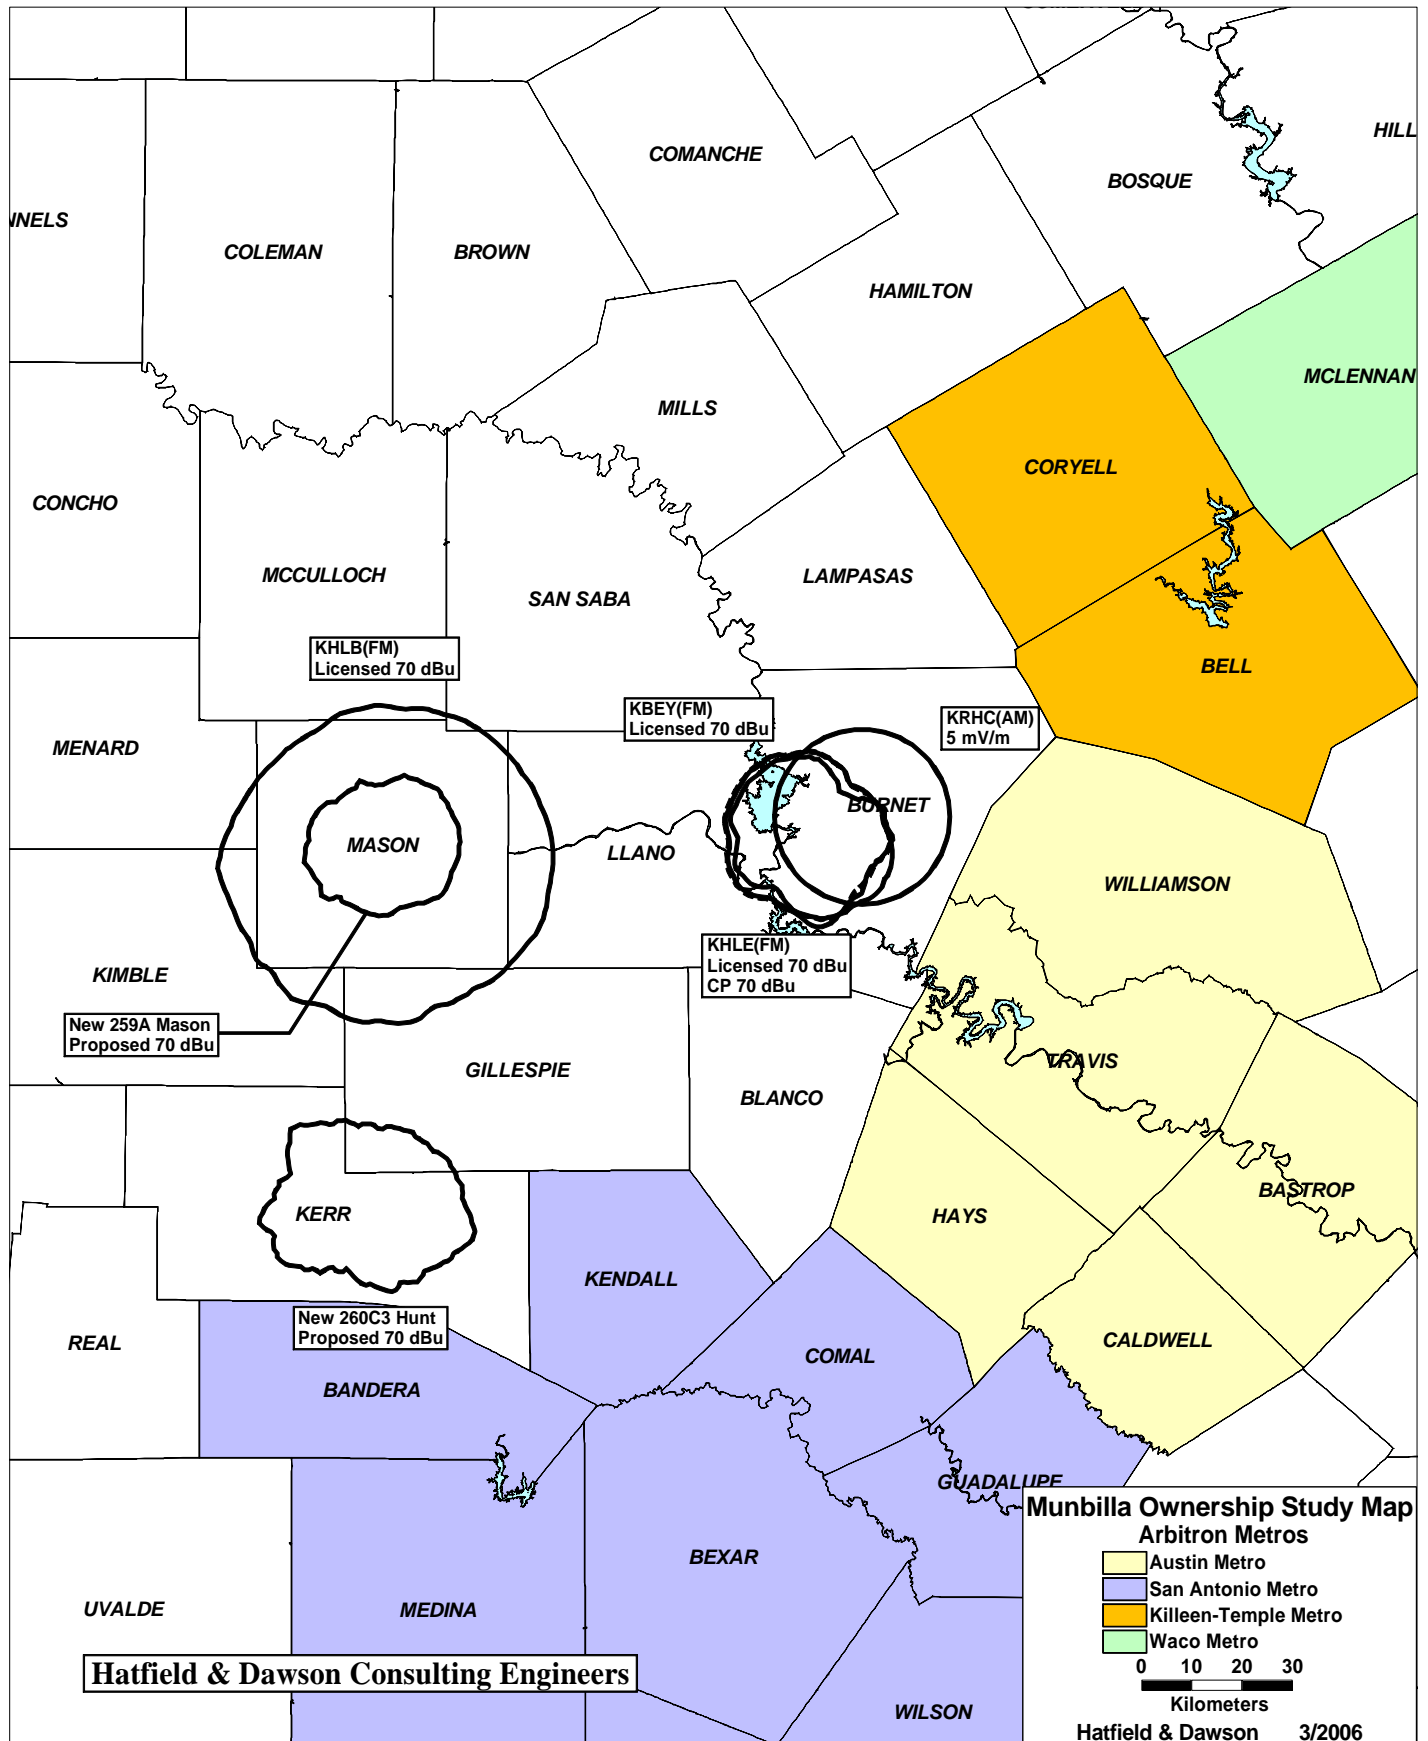 HILL
COMANCHE
BOSQUE
NNELS
COLEMAN
BROWN
HAMILTON
MCLENNAN
MILLS
CORYELL
CONCHO
MCCULLOCH
SAN SABA
LAMPASAS
KHLB(FM)
Licensed 70 dBu
BELL
KBEY(FM)
Licensed 70 dBu
KRHC(AM)
5 mV/m
MENARD
BURNET
MASON
LLANO
WILLIAMSON
KHLE(FM)
Licensed 70 dBu
CP 70 dBu
KIMBLE
New 259A Mason
Proposed 70 dBu
GILLESPIE
TRAVIS
BLANCO
BASTROP
KERR
HAYS
KENDALL
New 260C3 Hunt
Proposed 70 dBu
REAL
CALDWELL
COMAL
BANDERA
GUADALUPE
BEXAR
UVALDE
MEDINA
WILSON
Hatfield & Dawson Consulting Engineers
Munbilla Ownership Study Map
Arbitron Metros
Austin Metro
San Antonio Metro
Killeen-Temple Metro
Waco Metro
0 10 20 30
Kilometers
Hatfield & Dawson 3/2006